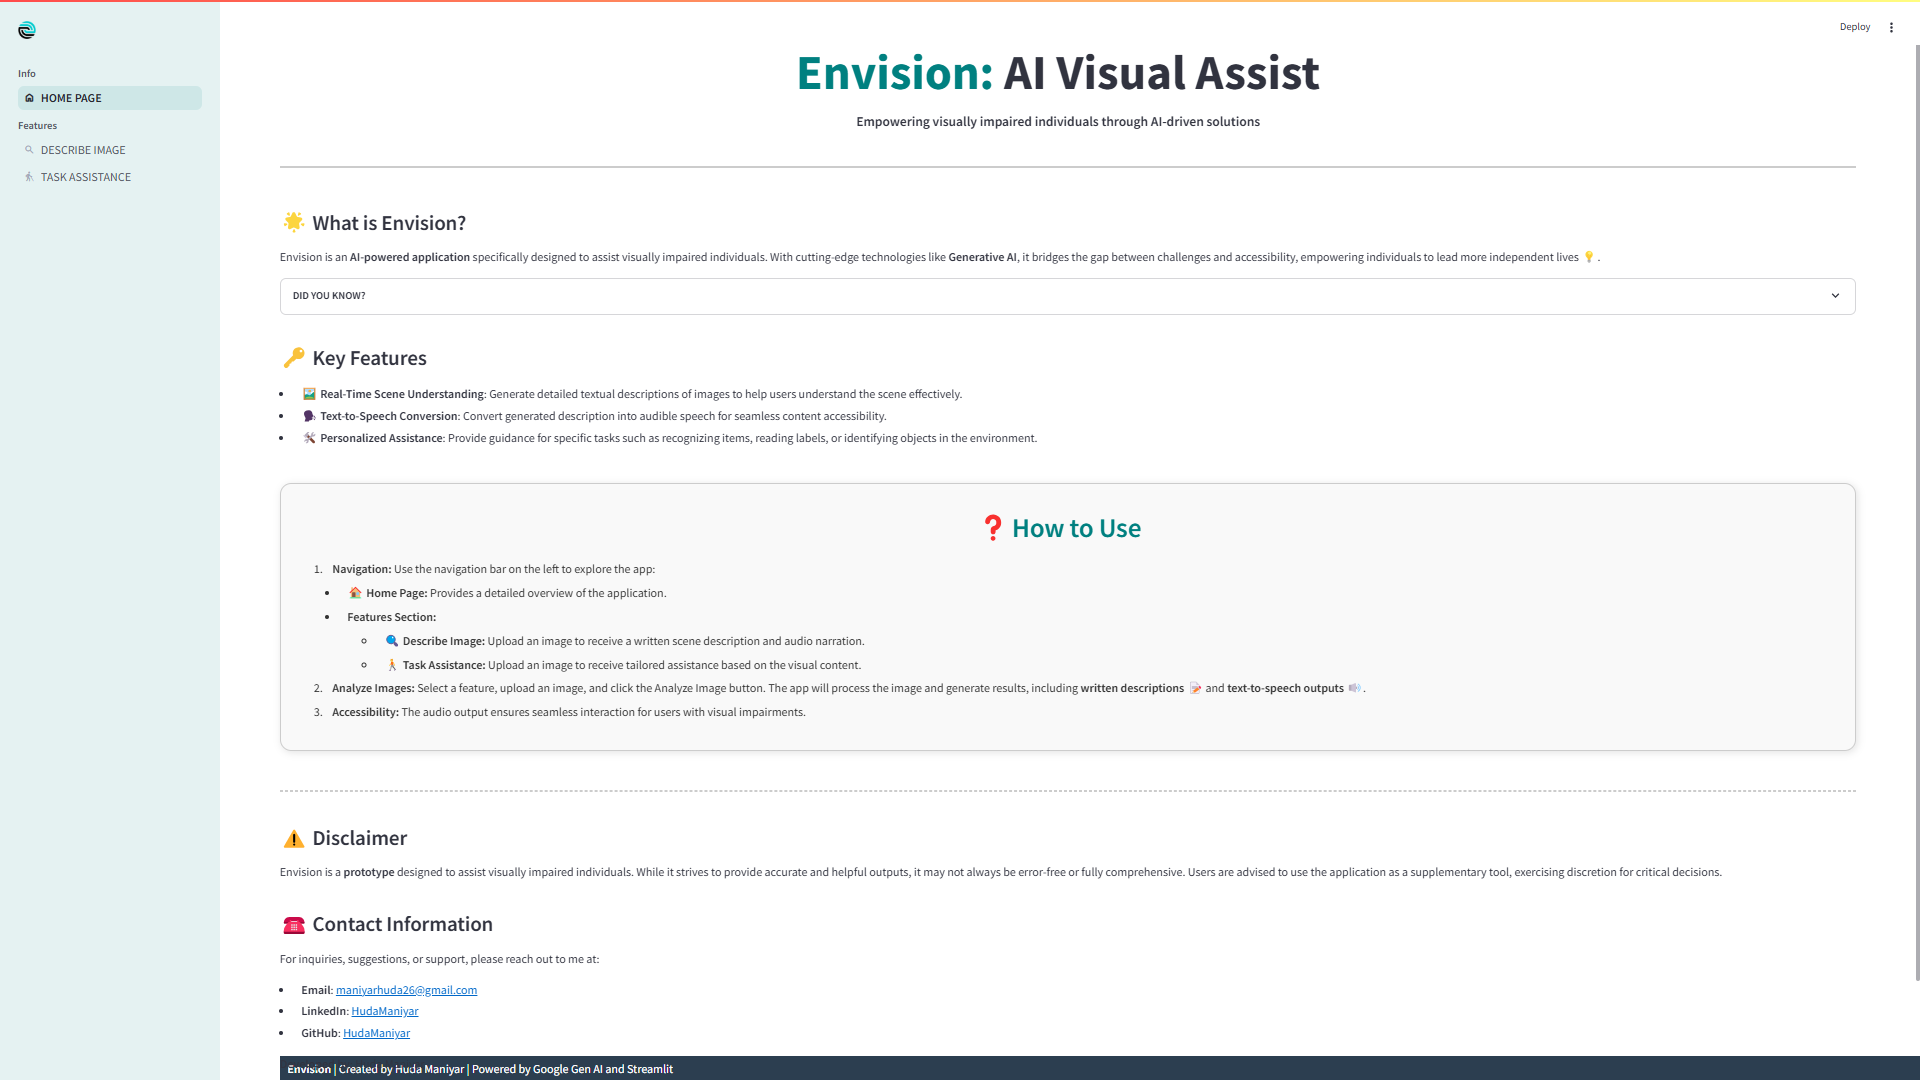 Deploy
Info
HOME PAGE
Features
DESCRIBE IMAGE
TASK ASSISTANCE
Envision: AI Visual Assist
Empowering visually impaired individuals through AI-driven solutions
🌟 What is Envision?
Envision is an AI-powered application specifically designed to assist visually impaired individuals. With cutting-edge technologies like Generative AI, it bridges the gap between challenges and accessibility, empowering individuals to lead more independent lives 💡 .
DID YOU KNOW?
🔑 Key Features
• 🖼️ Real-Time Scene Understanding: Generate detailed textual descriptions of images to help users understand the scene effectively.
• 🗣️ Text-to-Speech Conversion: Convert generated description into audible speech for seamless content accessibility.
• 🛠️ Personalized Assistance: Provide guidance for specific tasks such as recognizing items, reading labels, or identifying objects in the environment.
❓ How to Use
1. Navigation: Use the navigation bar on the left to explore the app:
• 🏠 Home Page: Provides a detailed overview of the application.
• Features Section:
◦ 🔍 Describe Image: Upload an image to receive a written scene description and audio narration.
◦ 🚶 Task Assistance: Upload an image to receive tailored assistance based on the visual content.
2. Analyze Images: Select a feature, upload an image, and click the Analyze Image button. The app will process the image and generate results, including written descriptions 📝 and text-to-speech outputs 🔊 .
3. Accessibility: The audio output ensures seamless interaction for users with visual impairments.
⚠️ Disclaimer
Envision is a prototype designed to assist visually impaired individuals. While it strives to provide accurate and helpful outputs, it may not always be error-free or fully comprehensive. Users are advised to use the application as a supplementary tool, exercising discretion for critical decisions.
☎️ Contact Information
For inquiries, suggestions, or support, please reach out to me at:
• Email: maniyarhuda26@gmail.com
• LinkedIn: HudaManiyar
• GitHub: HudaManiyar
Envision | Created by Huda Maniyar | Powered by Google Gen AI and Streamlit